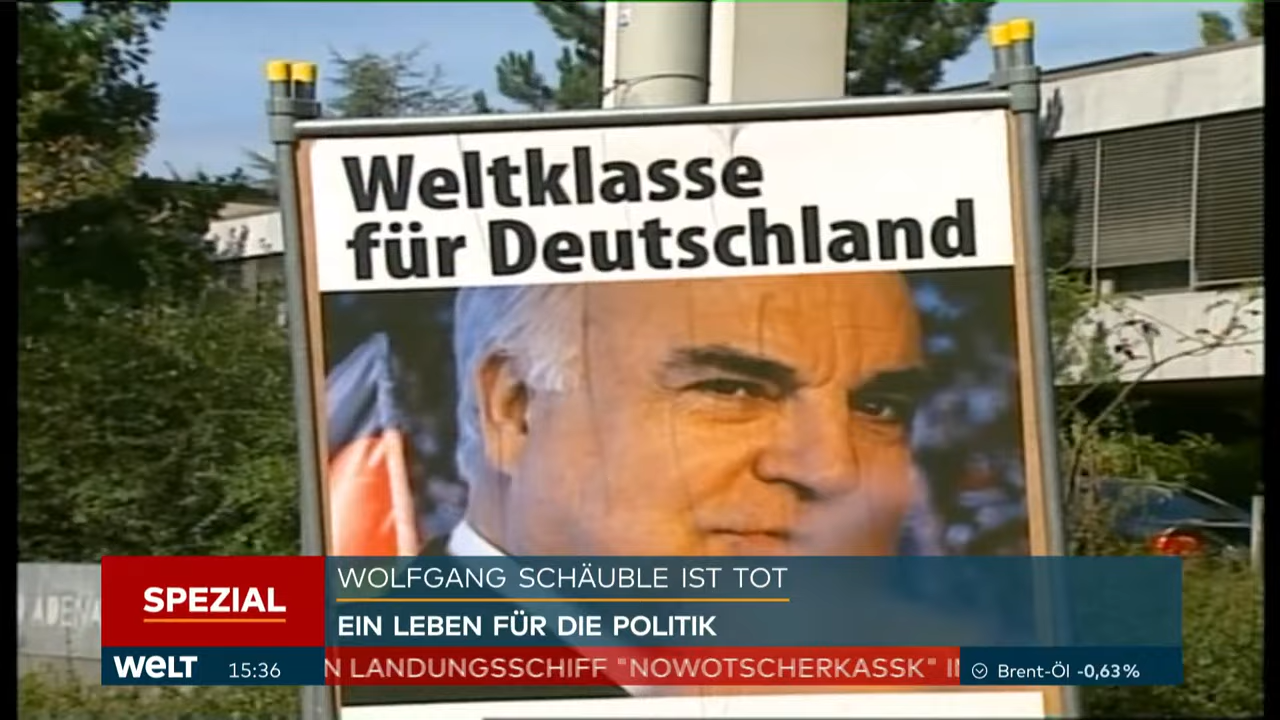 Weltklasse
für Deutschland
SPEZIAL
WOLFGANG SCHÄUBLE IST TOT
EIN LEBEN FÜR DIE POLITIK
WELT 15:36 N LANDUNGSSCHIFF "NOWOTSCHERKASSK" I Brent-Öl -0,63%
ADENA